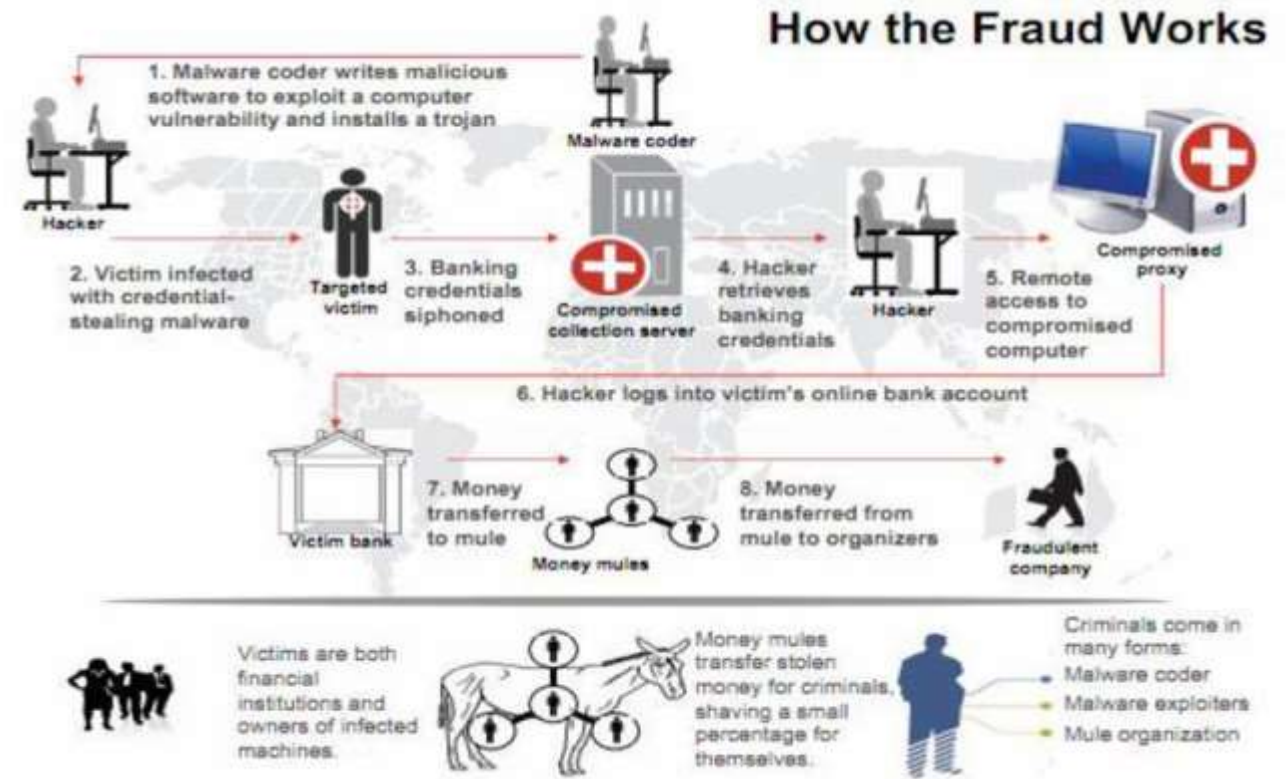 How the Fraud Works
1. Malware coder writes malicious
software to exploit a computer
vulnerability and installs a trojan
Malware coder
Hacker
2. Victim infected
with credential-
stealing malware
Targeted
victim
3. Banking
credentials
siphoned
Compromised
collection server
4. Hacker
retrieves
banking
credentials
Hacker
5. Remote
access to
compromised
computer
Compromised
proxy
6. Hacker logs into victim's online bank account
Victim bank
7. Money
transferred
to mule
Money mules
8. Money
transferred from
mule to organizers
Fraudulent
company
Victims are both
financial
institutions and
owners of infected
machines.
Money mules
transfer stolen
money for criminals,
shaving a small
percentage for
themselves.
Criminals come in
many forms:
Malware coder
Malware exploiters
Mule organization